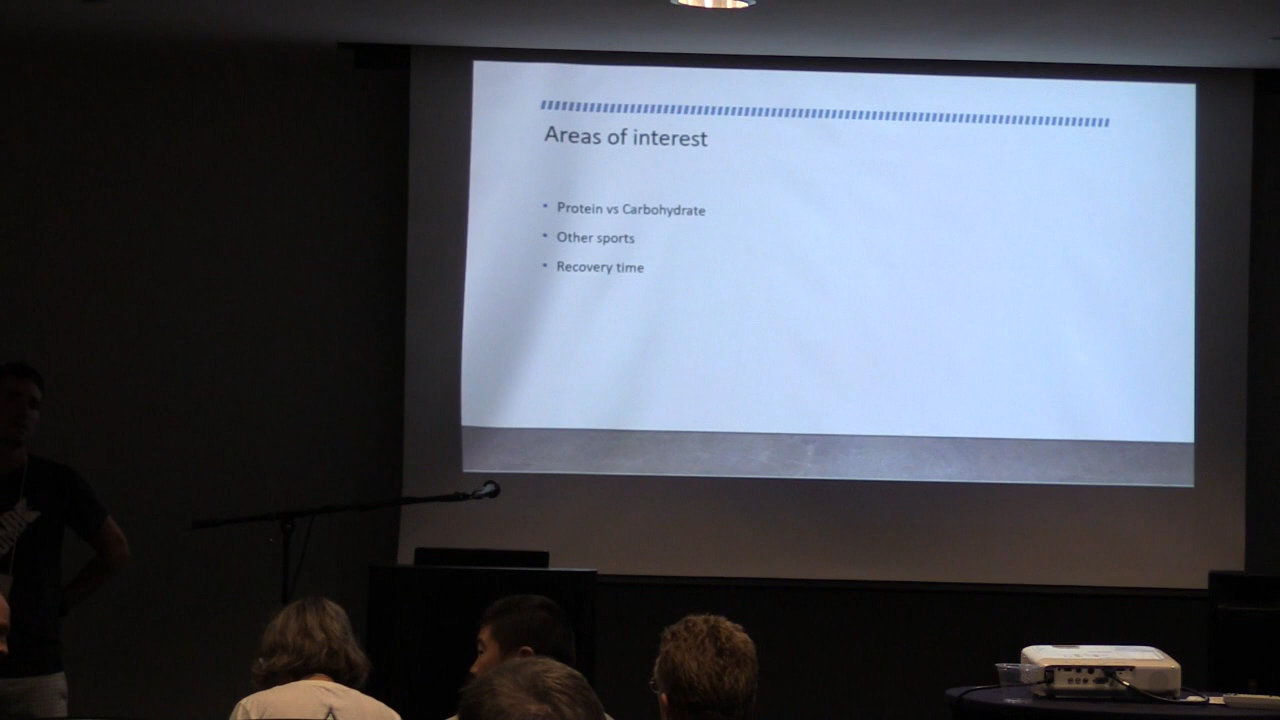 Areas of interest
Protein vs Carbohydrate
Other sports
Recovery time